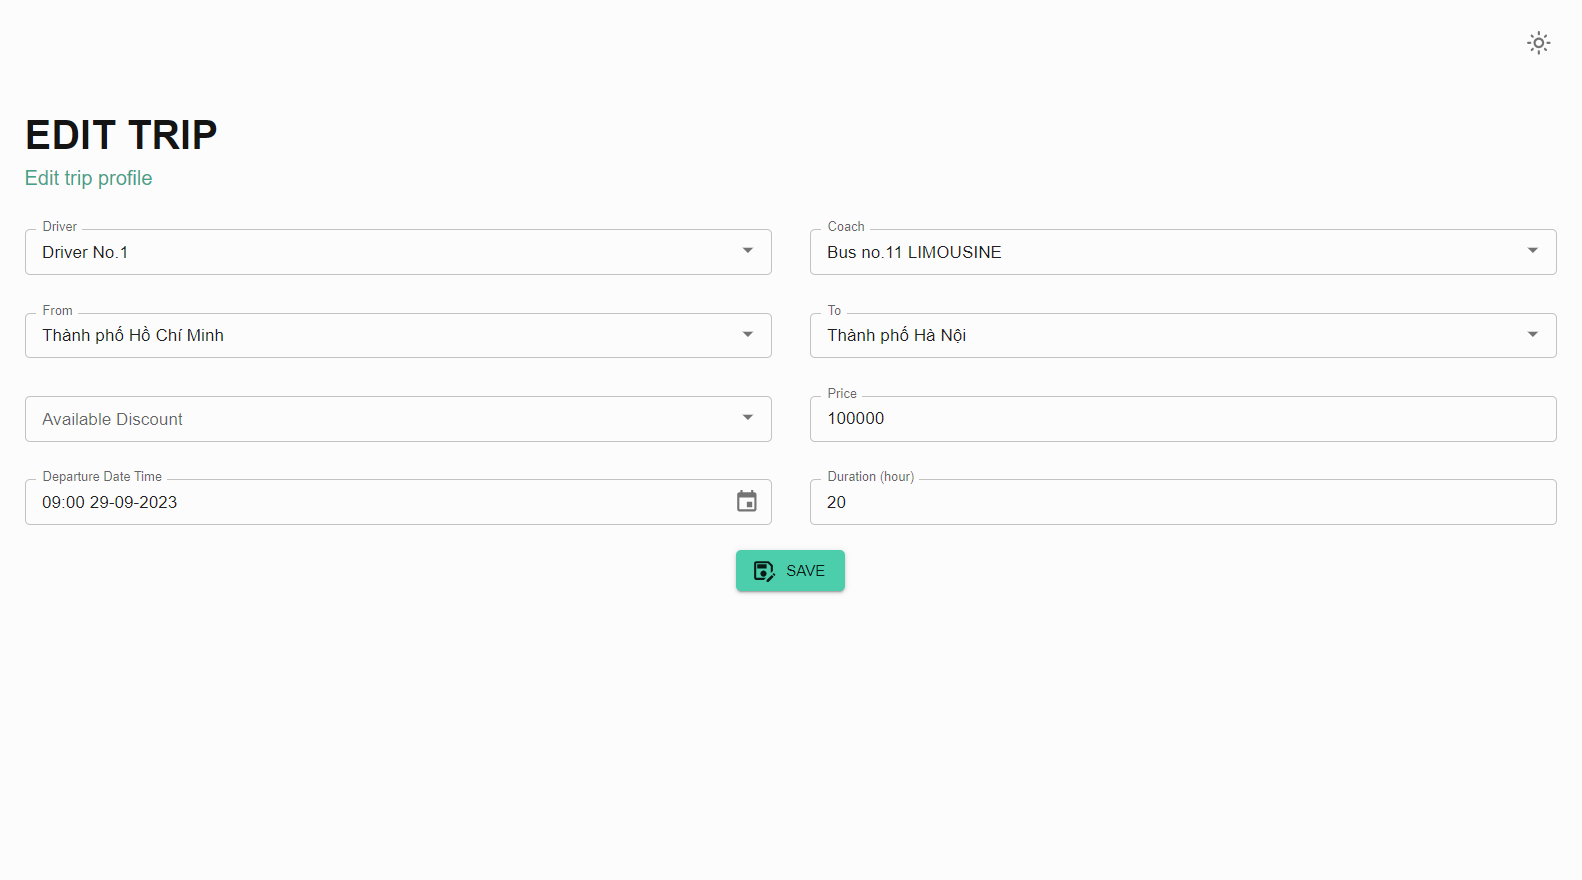 EDIT TRIP
Edit trip profile
Driver
Driver No.1
Coach
Bus no.11 LIMOUSINE
From
Thành phố Hồ Chí Minh
To
Thành phố Hà Nội
Available Discount
Price
100000
Departure Date Time
09:00 29-09-2023
Duration (hour)
20
SAVE